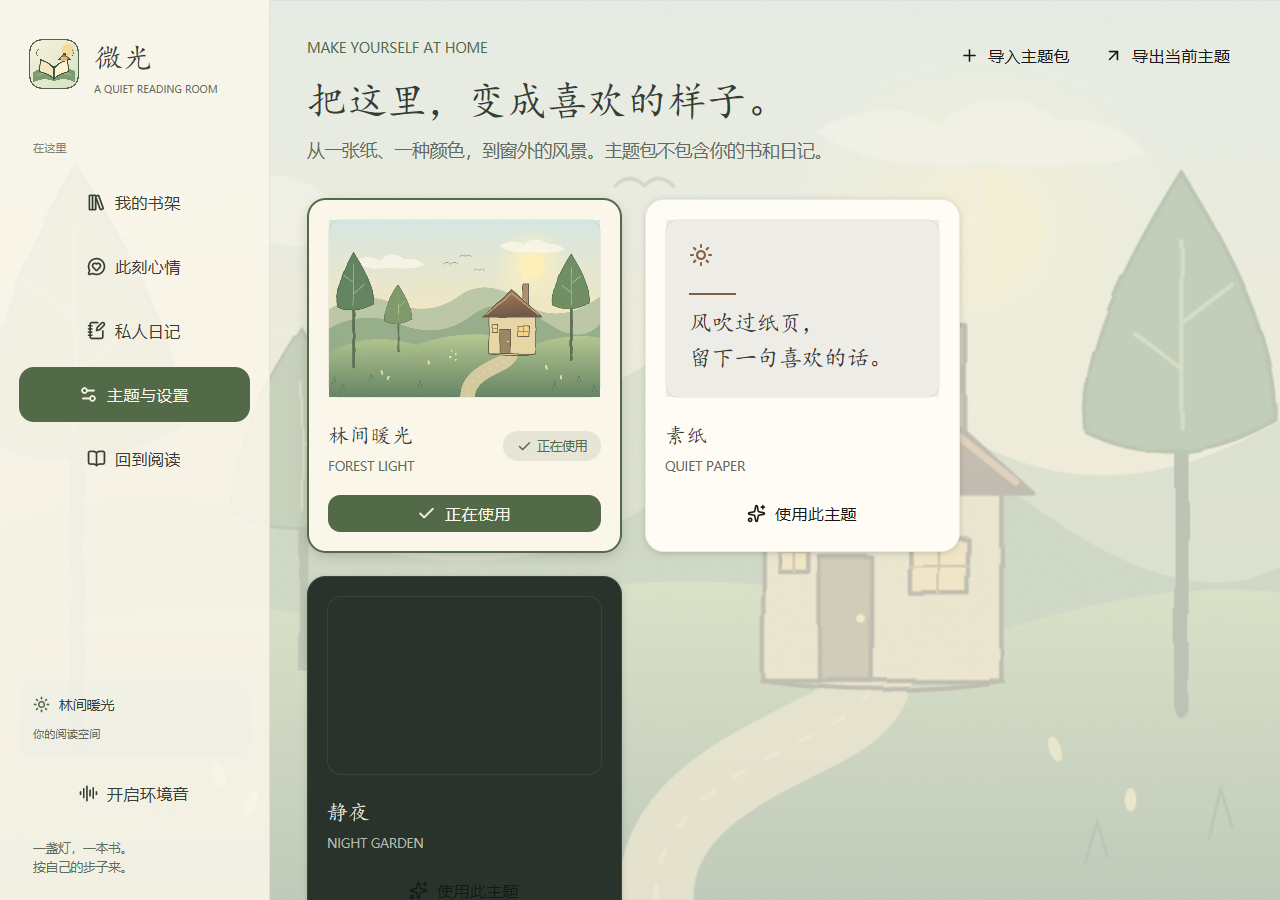 微光
A QUIET READING ROOM
在这里
我的书架
此刻心情
私人日记
主题与设置
回到阅读
林间暖光
你的阅读空间
开启环境音
一盏灯，一本书。
按自己的步子来。
MAKE YOURSELF AT HOME
把这里，变成喜欢的样子。
从一张纸、一种颜色，到窗外的风景。主题包不包含你的书和日记。
导入主题包
导出当前主题
林间暖光
FOREST LIGHT
正在使用
正在使用
风吹过纸页，
留下一句喜欢的话。
素纸
QUIET PAPER
使用此主题
静夜
NIGHT GARDEN
使用此主题